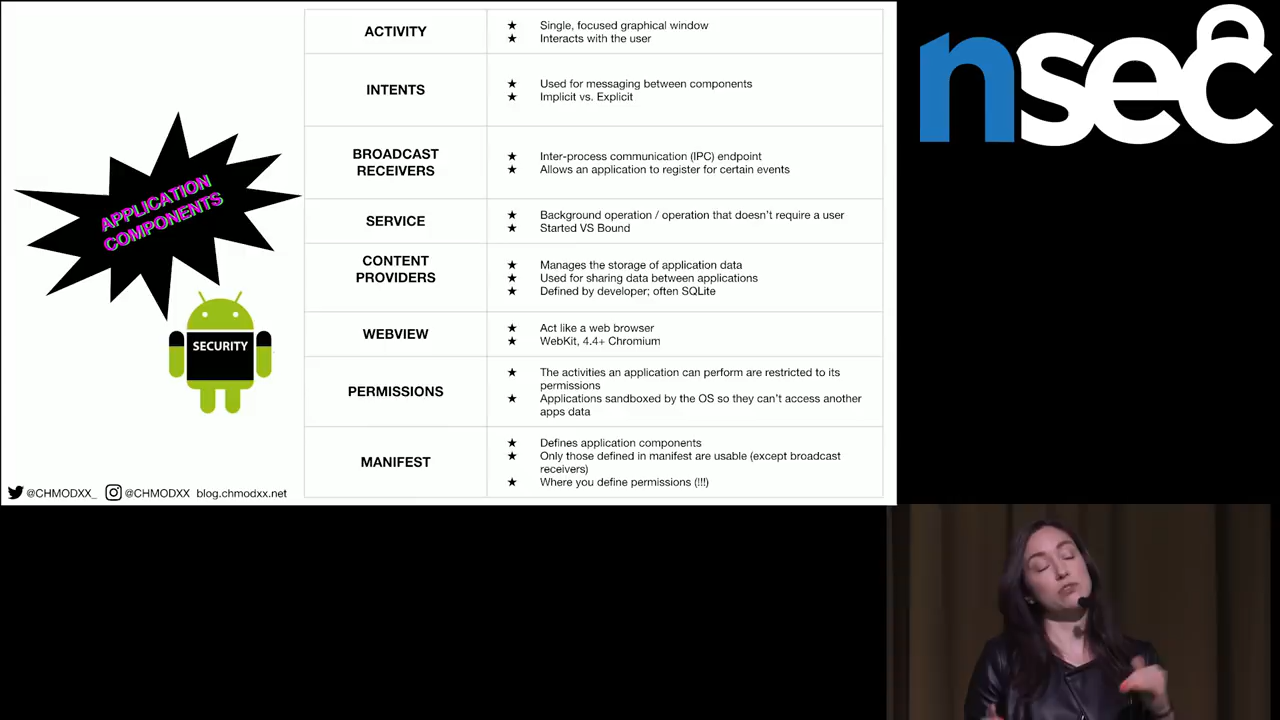 APPLICATION
COMPONENTS
SECURITY
@CHMODXX_ @CHMODXX blog.chmodxx.net
ACTIVITY
★ Single, focused graphical window
★ Interacts with the user
INTENTS
★ Used for messaging between components
★ Implicit vs. Explicit
BROADCAST
RECEIVERS
★ Inter-process communication (IPC) endpoint
★ Allows an application to register for certain events
SERVICE
★ Background operation / operation that doesn't require a user
★ Started VS Bound
CONTENT
PROVIDERS
★ Manages the storage of application data
★ Used for sharing data between applications
★ Defined by developer; often SQLite
WEBVIEW
★ Act like a web browser
★ WebKit, 4.4+ Chromium
PERMISSIONS
★ The activities an application can perform are restricted to its
permissions
★ Applications sandboxed by the OS so they can't access another
apps data
MANIFEST
★ Defines application components
★ Only those defined in manifest are usable (except broadcast
receivers)
★ Where you define permissions (!!!)
nsec